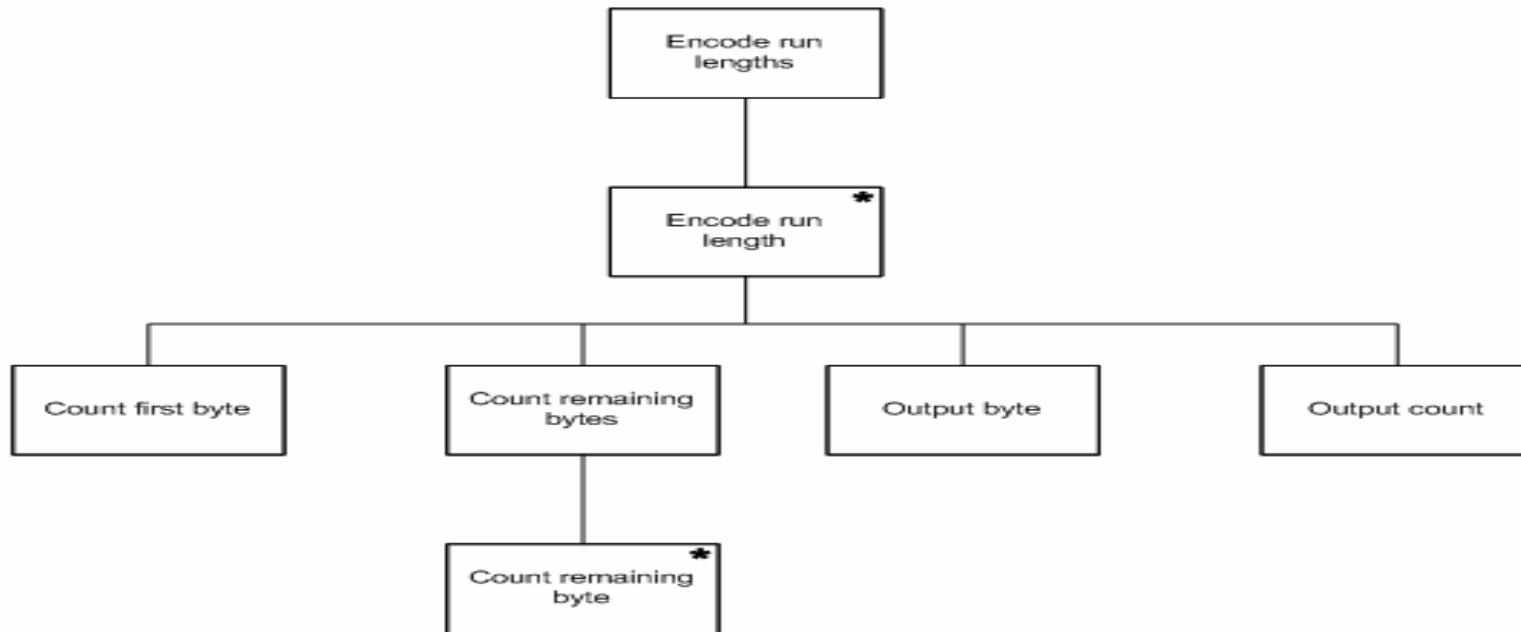 Encode run
lengths
*
Encode run
length
Count first byte
Count remaining
bytes
Output byte
Output count
*
Count remaining
byte